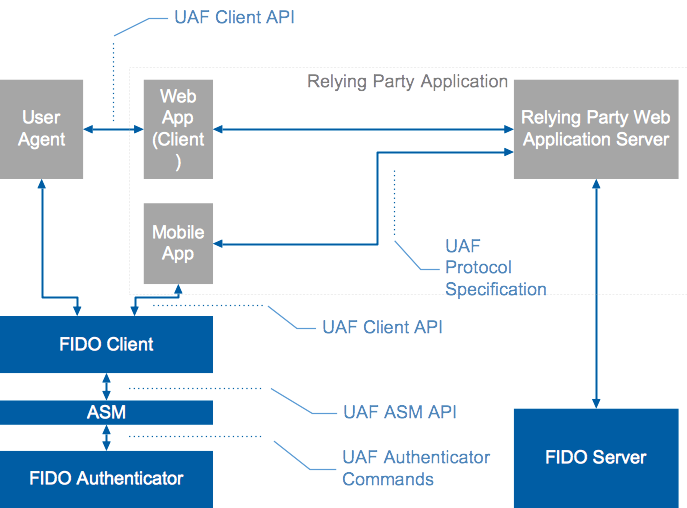 UAF Client API
Relying Party Application
User
Agent
Web
App
(Client
)
Relying Party Web
Application Server
Mobile
App
UAF
Protocol
Specification
UAF Client API
FIDO Client
ASM
UAF ASM API
FIDO Authenticator
UAF Authenticator
Commands
FIDO Server